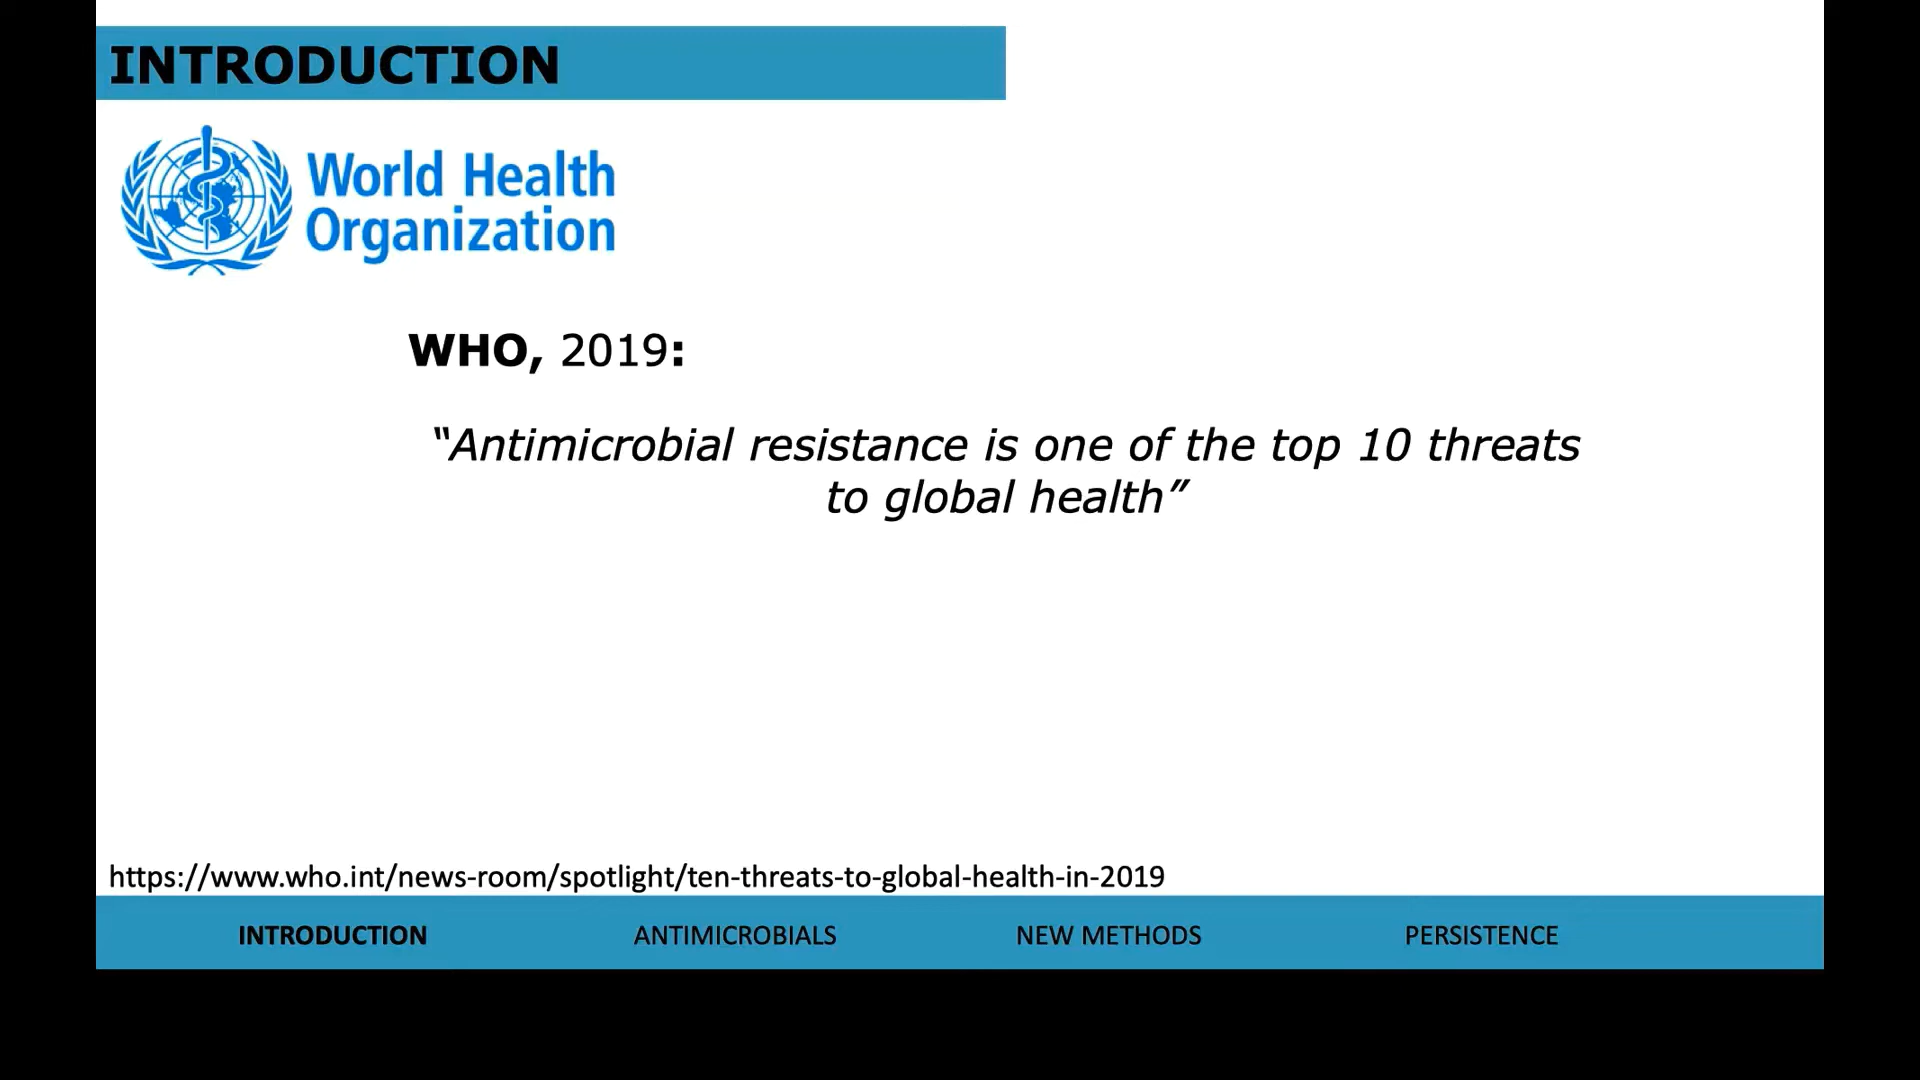 INTRODUCTION
World Health
Organization
WHO, 2019:
“Antimicrobial resistance is one of the top 10 threats
to global health”
https://www.who.int/news-room/spotlight/ten-threats-to-global-health-in-2019
INTRODUCTION ANTIMICROBIALS NEW METHODS PERSISTENCE